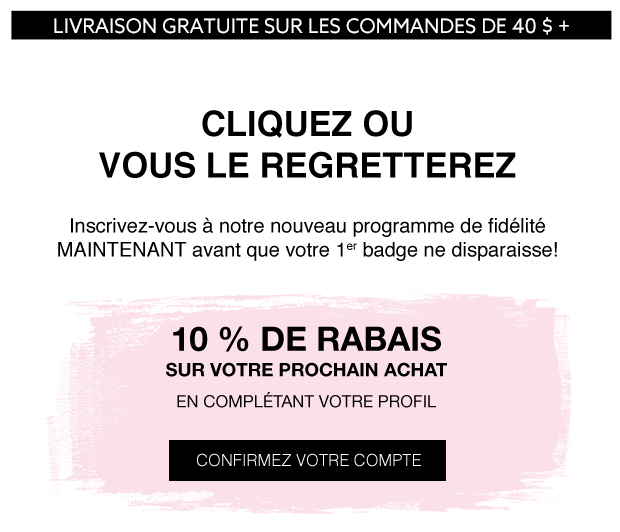 LIVRAISON GRATUITE SUR LES COMMANDES DE 40 $ +
CLIQUEZ OU
VOUS LE REGRETTEREZ
Inscrivez-vous à notre nouveau programme de fidélité
MAINTENANT avant que votre 1er badge ne disparaisse!
10 % DE RABAIS
SUR VOTRE PROCHAIN ACHAT
EN COMPLÉTANT VOTRE PROFIL
CONFIRMEZ VOTRE COMPTE